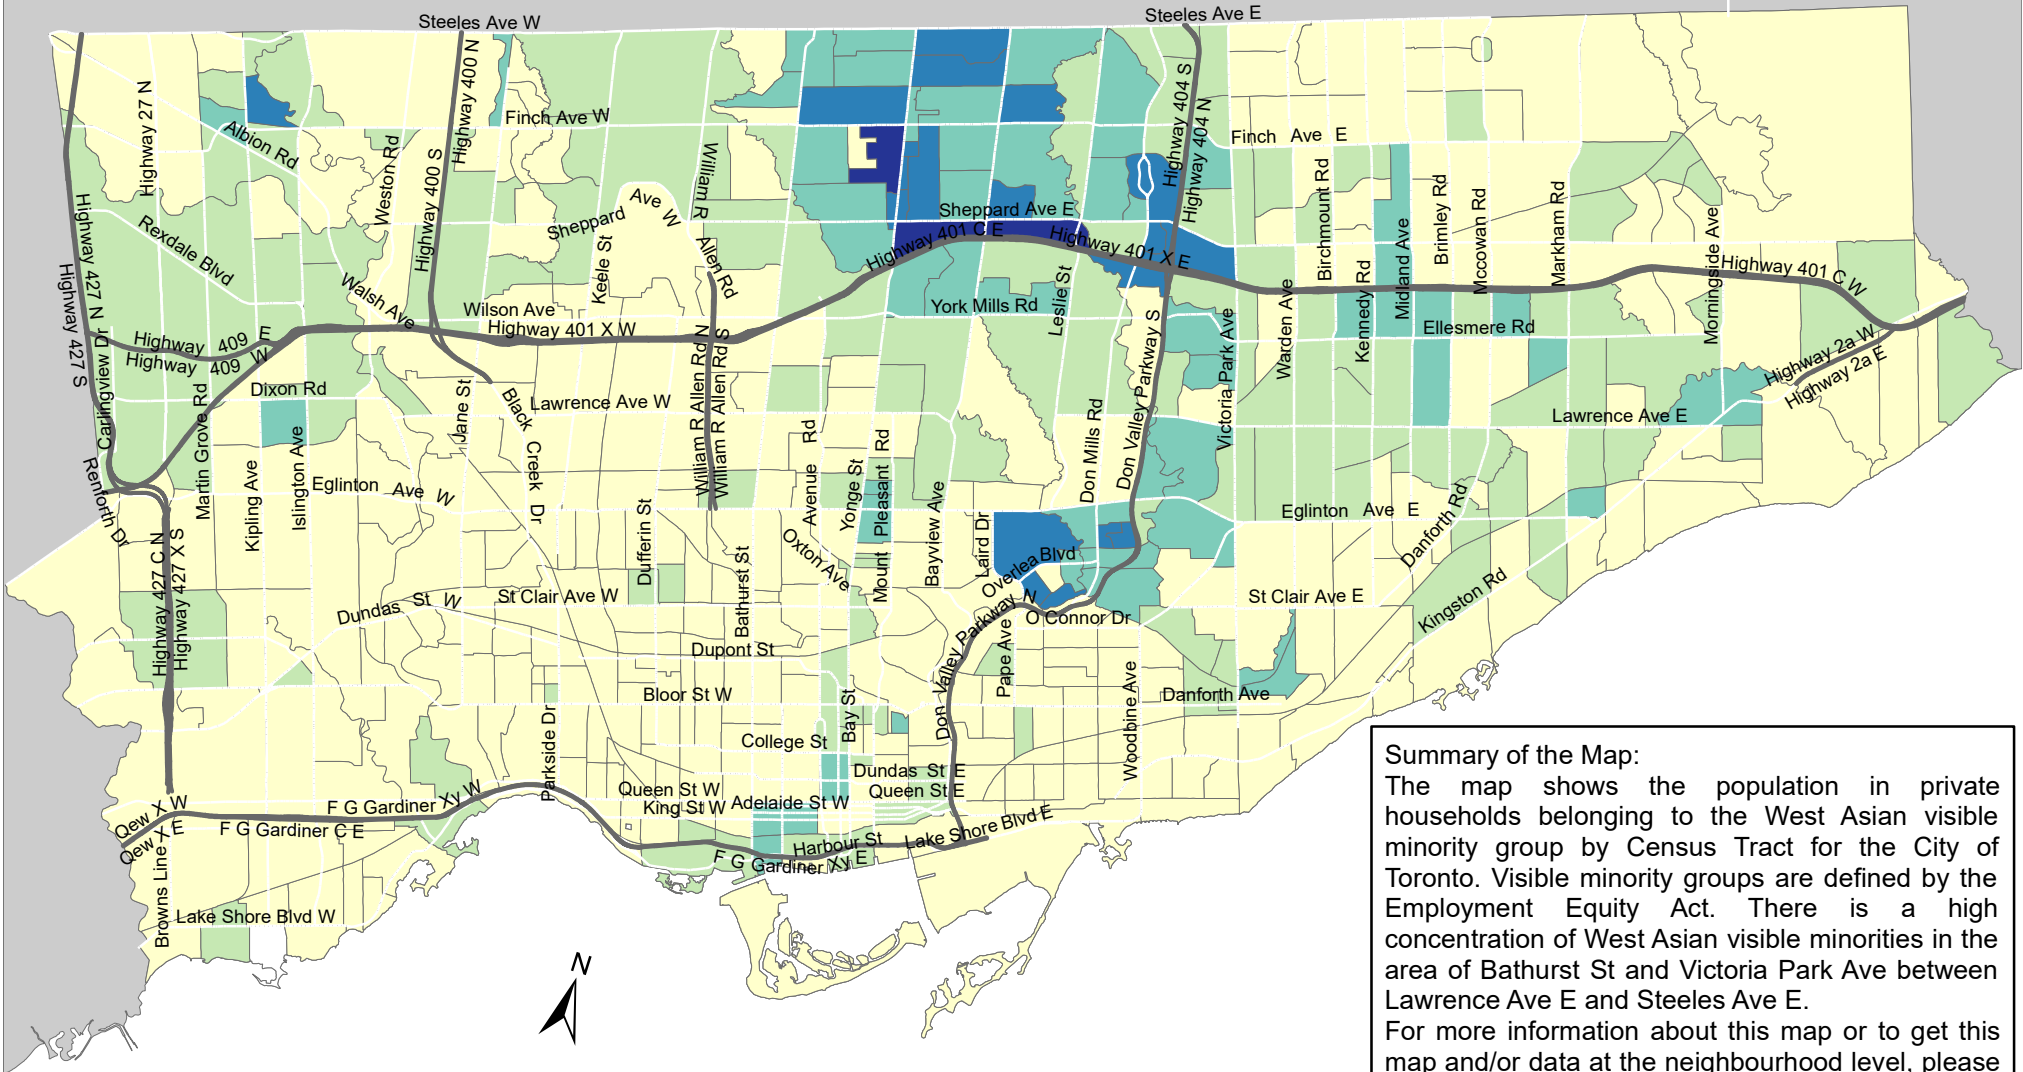 Steeles Ave W
Steeles Ave E
Highway 27 N
Highway 400 N
Highway 404 S
Highway 404 N
Finch Ave W
Finch Ave E
Albion Rd
Weston Rd
Highway 400 S
William R
Allen Rd
Sheppard Ave W
Sheppard Ave E
Keele St
Highway 427 N
Highway 427 S
Rexdale Blvd
Walsh Ave
Wilson Ave
Highway 401 X W
Highway 401 C E
Highway 401 X E
Highway 401 C W
Birchmount Rd
Kennedy Rd
Midland Ave
Brimley Rd
Mccowan Rd
Markham Rd
Morningside Ave
Warden Ave
Victoria Park Ave
Leslie St
York Mills Rd
Ellesmere Rd
Highway 2a W
Highway 2a E
Highway 409 E
Highway 409 W
Carlingview Dr
Dixon Rd
Martin Grove Rd
Kipling Ave
Islington Ave
Jane St
Black Creek Dr
Lawrence Ave W
Lawrence Ave E
William R Allen Rd N
William R Allen Rd S
Avenue Rd
Yonge St
Mount Pleasant Rd
Bayview Ave
Laird Dr
Don Mills Rd
Don Valley Parkway S
Renforth Dr
Eglinton Ave W
Eglinton Ave E
Danforth Rd
Kingston Rd
Highway 427 C N
Highway 427 X S
Dufferin St
Bathurst St
Oxton Ave
Overlea Blvd
Dundas St W
St Clair Ave W
St Clair Ave E
Don Valley Parkway N
O Connor Dr
Pape Ave
Dupont St
Bloor St W
Bay St
Danforth Ave
Woodbine Ave
Parkside Dr
College St
Dundas St E
Queen St W
Queen St E
King St W
Adelaide St W
Qew X W
Qew X E
F G Gardiner Xy W
F G Gardiner C E
Harbour St
Lake Shore Blvd E
F G Gardiner Xy E
Browns Line
Lake Shore Blvd W
N
Summary of the Map:
The map shows the population in private
households belonging to the West Asian visible
minority group by Census Tract for the City of
Toronto. Visible minority groups are defined by the
Employment Equity Act. There is a high
concentration of West Asian visible minorities in the
area of Bathurst St and Victoria Park Ave between
Lawrence Ave E and Steeles Ave E.
For more information about this map or to get this
map and/or data at the neighbourhood level, please